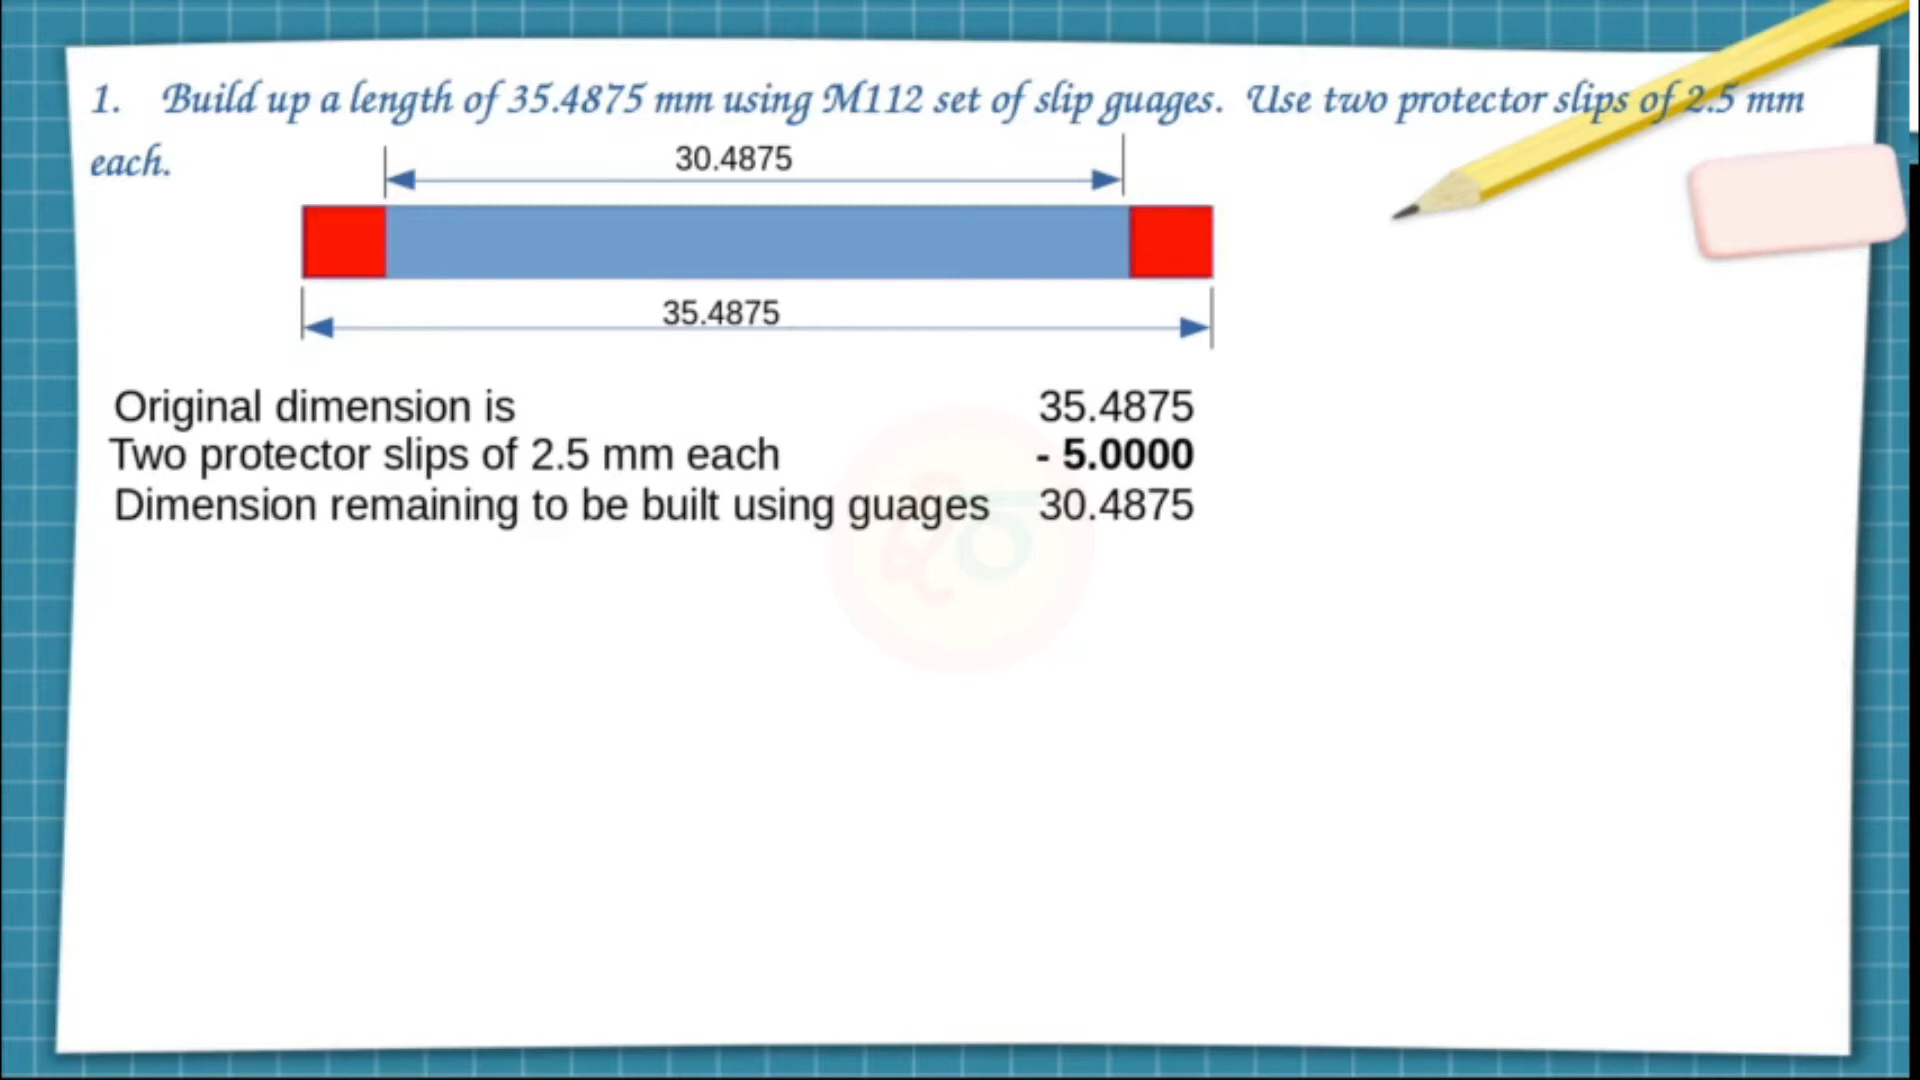 1. Build up a length of 35.4875 mm using M112 set of slip guages. Use two protector slips of 2.5 mm
each.
30.4875
35.4875
Original dimension is 35.4875
Two protector slips of 2.5 mm each - 5.0000
Dimension remaining to be built using guages 30.4875